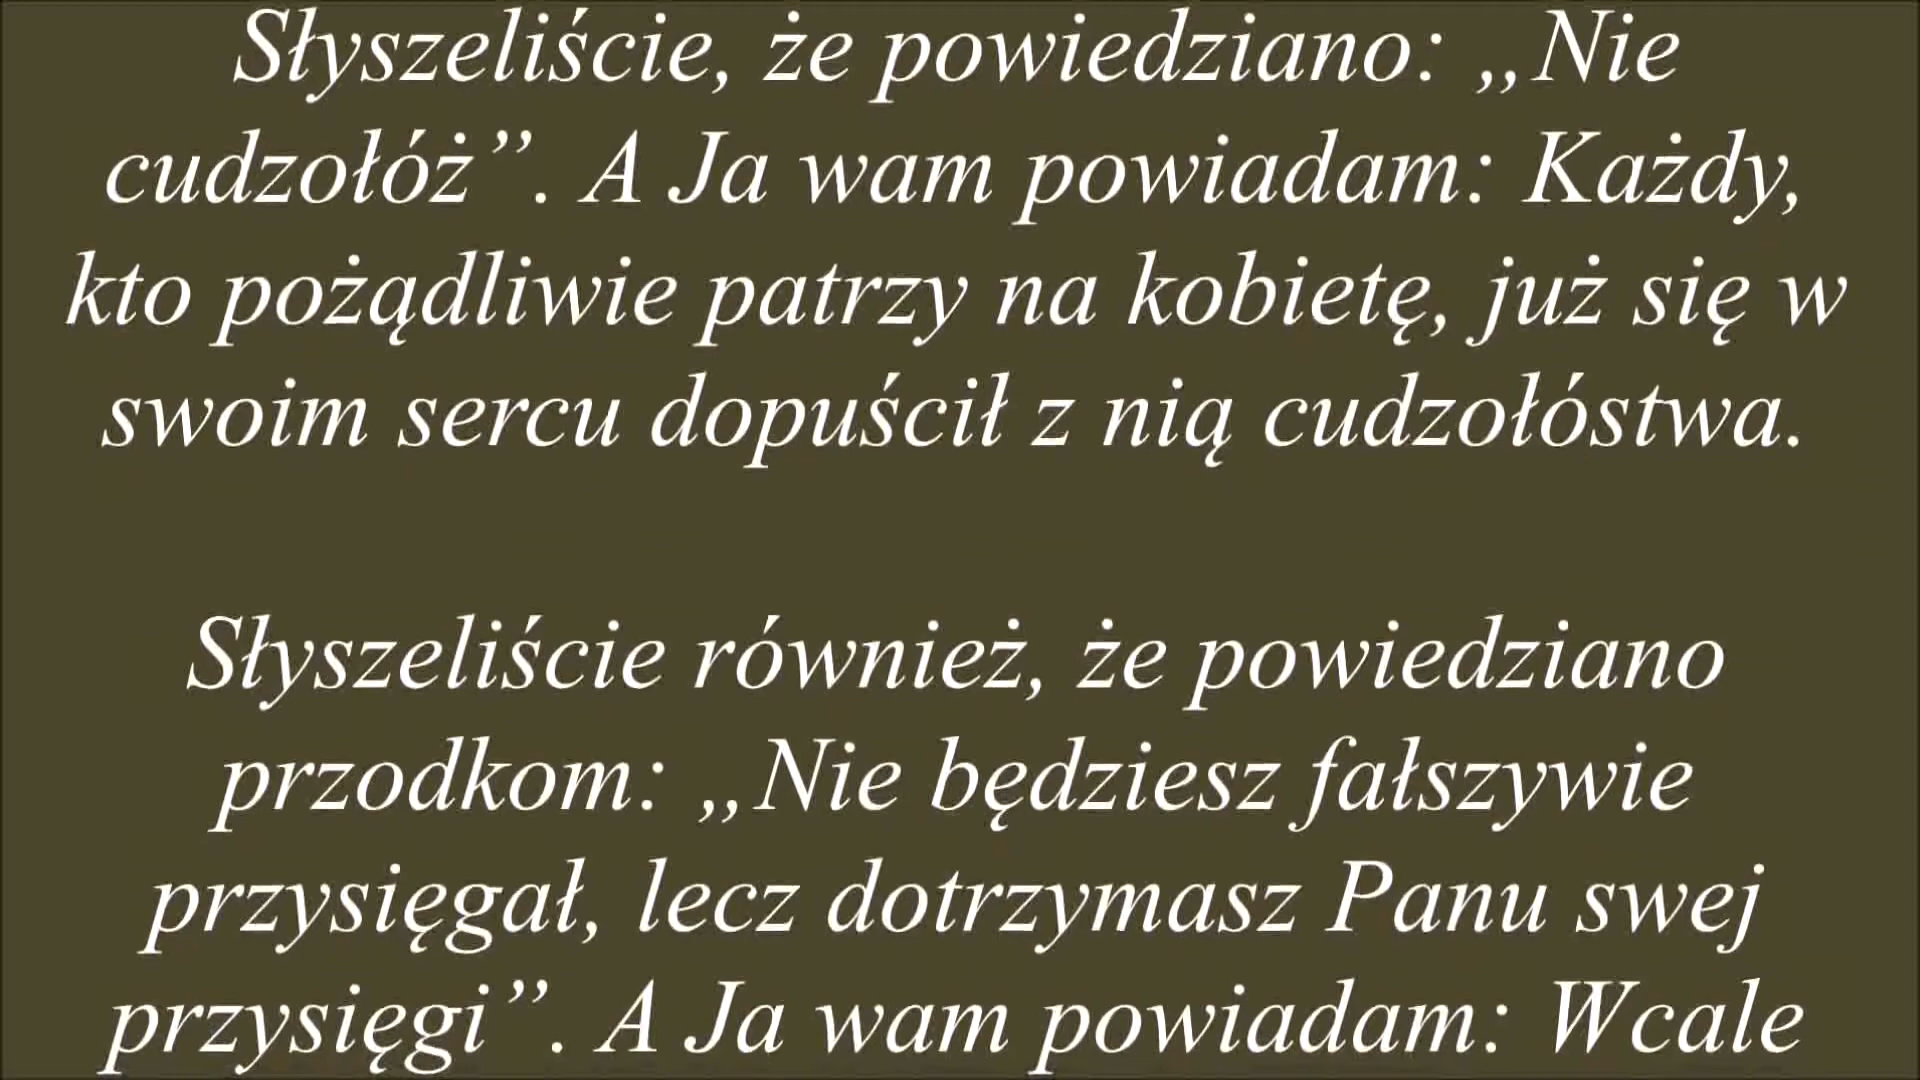 Słyszeliście, że powiedziano: „Nie
cudzołóż”. A Ja wam powiadam: Każdy,
kto pożądliwie patrzy na kobietę, już się w
swoim sercu dopuścił z nią cudzołóstwa.
Słyszeliście również, że powiedziano
przodkom: „Nie będziesz fałszywie
przysięgał, lecz dotrzymasz Panu swej
przysięgi”. A Ja wam powiadam: Wcale